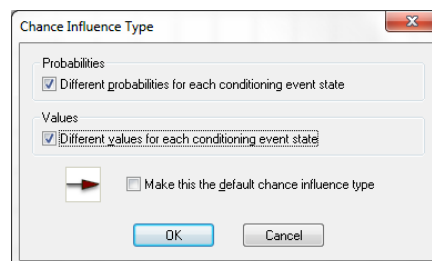 Chance Influence Type
Probabilities
Different probabilities for each conditioning event state
Values
Different values for each conditioning event state
Make this the default chance influence type
OK Cancel